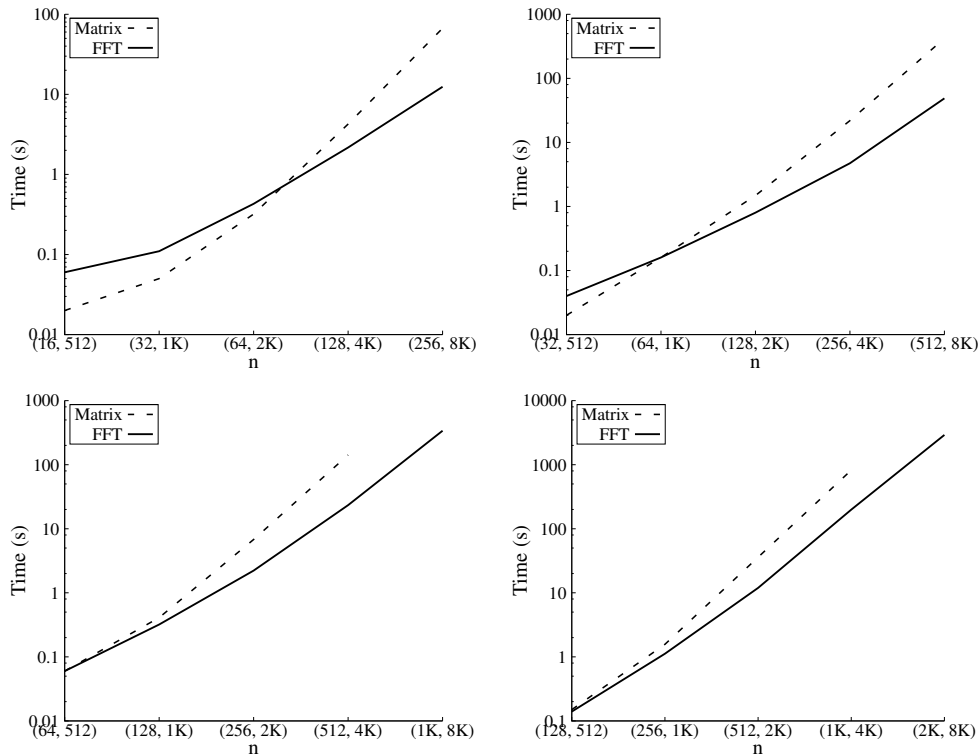 100
10
1
0.1
0.01
Time (s)
Matrix
FFT
(16, 512) (32, 1K) (64, 2K) (128, 4K) (256, 8K)
n
1000
100
10
1
0.1
0.01
Time (s)
Matrix
FFT
(32, 512) (64, 1K) (128, 2K) (256, 4K) (512, 8K)
n
1000
100
10
1
0.1
0.01
Time (s)
Matrix
FFT
(64, 512) (128, 1K) (256, 2K) (512, 4K) (1K, 8K)
n
10000
1000
100
10
1
0.1
Time (s)
Matrix
FFT
(128, 512) (256, 1K) (512, 2K) (1K, 4K) (2K, 8K)
n